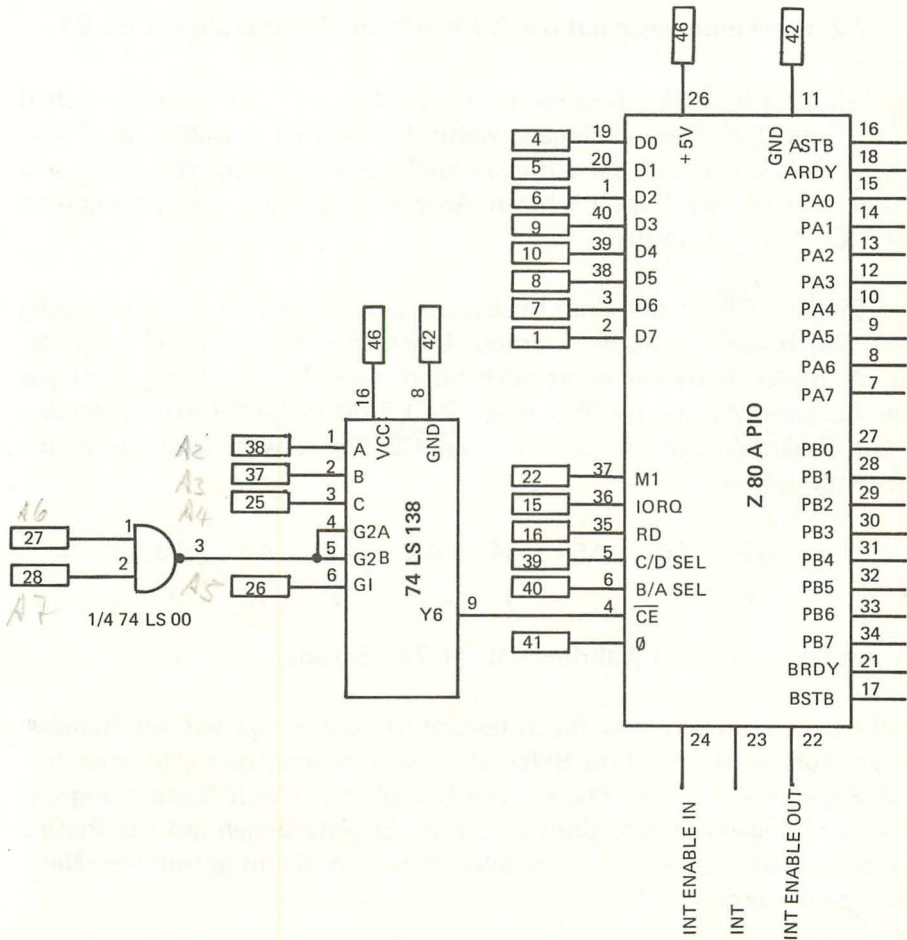 46
42
26
11
+5V
GND
4 19 D0
5 20 D1
6 1 D2
9 40 D3
10 39 D4
8 38 D5
7 3 D6
1 2 D7
ASTB 16
ARDY 18
PA0 15
PA1 14
PA2 13
PA3 12
PA4 10
PA5 9
PA6 8
PA7 7
Z 80 A PIO
22 37 M1
15 36 IORQ
16 35 RD
39 5 C/D SEL
40 6 B/A SEL
4 CE
41 Ø
PB0 27
PB1 28
PB2 29
PB3 30
PB4 31
PB5 32
PB6 33
PB7 34
BRDY 21
BSTB 17
24
23
22
INT ENABLE IN
INT
INT ENABLE OUT
46
42
16
8
VCC
GND
A2 38 1 A
A3 37 2 B
A4 25 3 C
4 G2A
5 G2B
A5 26 6 GI
74 LS 138
Y6 9
A6
27 1
28 2
A7
3
1/4 74 LS 00